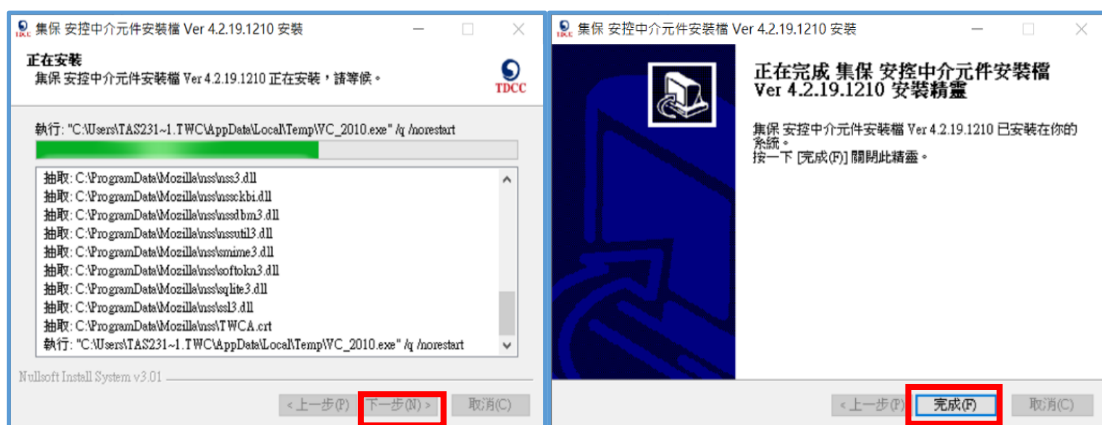 集保 安控中介元件安裝檔 Ver 4.2.19.1210 安裝
正在安裝
集保 安控中介元件安裝檔 Ver 4.2.19.1210 正在安裝，請等候。
TDCC
執行: "C:\Users\TAS231~1.TWC\AppData\Local\Temp\VC_2010.exe" /q /norestart
抽取: C:\ProgramData\Mozilla\nss\nss3.dll
抽取: C:\ProgramData\Mozilla\nss\nssckbi.dll
抽取: C:\ProgramData\Mozilla\nss\nssdbm3.dll
抽取: C:\ProgramData\Mozilla\nss\nssutil3.dll
抽取: C:\ProgramData\Mozilla\nss\smime3.dll
抽取: C:\ProgramData\Mozilla\nss\softokn3.dll
抽取: C:\ProgramData\Mozilla\nss\sqlite3.dll
抽取: C:\ProgramData\Mozilla\nss\ssl3.dll
抽取: C:\ProgramData\Mozilla\nss\TWCA.crt
執行: "C:\Users\TAS231~1.TWC\AppData\Local\Temp\VC_2010.exe" /q /norestart
Nullsoft Install System v3.01
<上一步(P) 下一步(N) > 取消(C)
集保 安控中介元件安裝檔 Ver 4.2.19.1210 安裝
正在完成 集保 安控中介元件安裝檔
Ver 4.2.19.1210 安裝精靈
集保 安控中介元件安裝檔 Ver 4.2.19.1210 已安裝在你的
系統。
按一下 [完成(F)] 關閉此精靈。
<上一步(P) 完成(F) 取消(C)